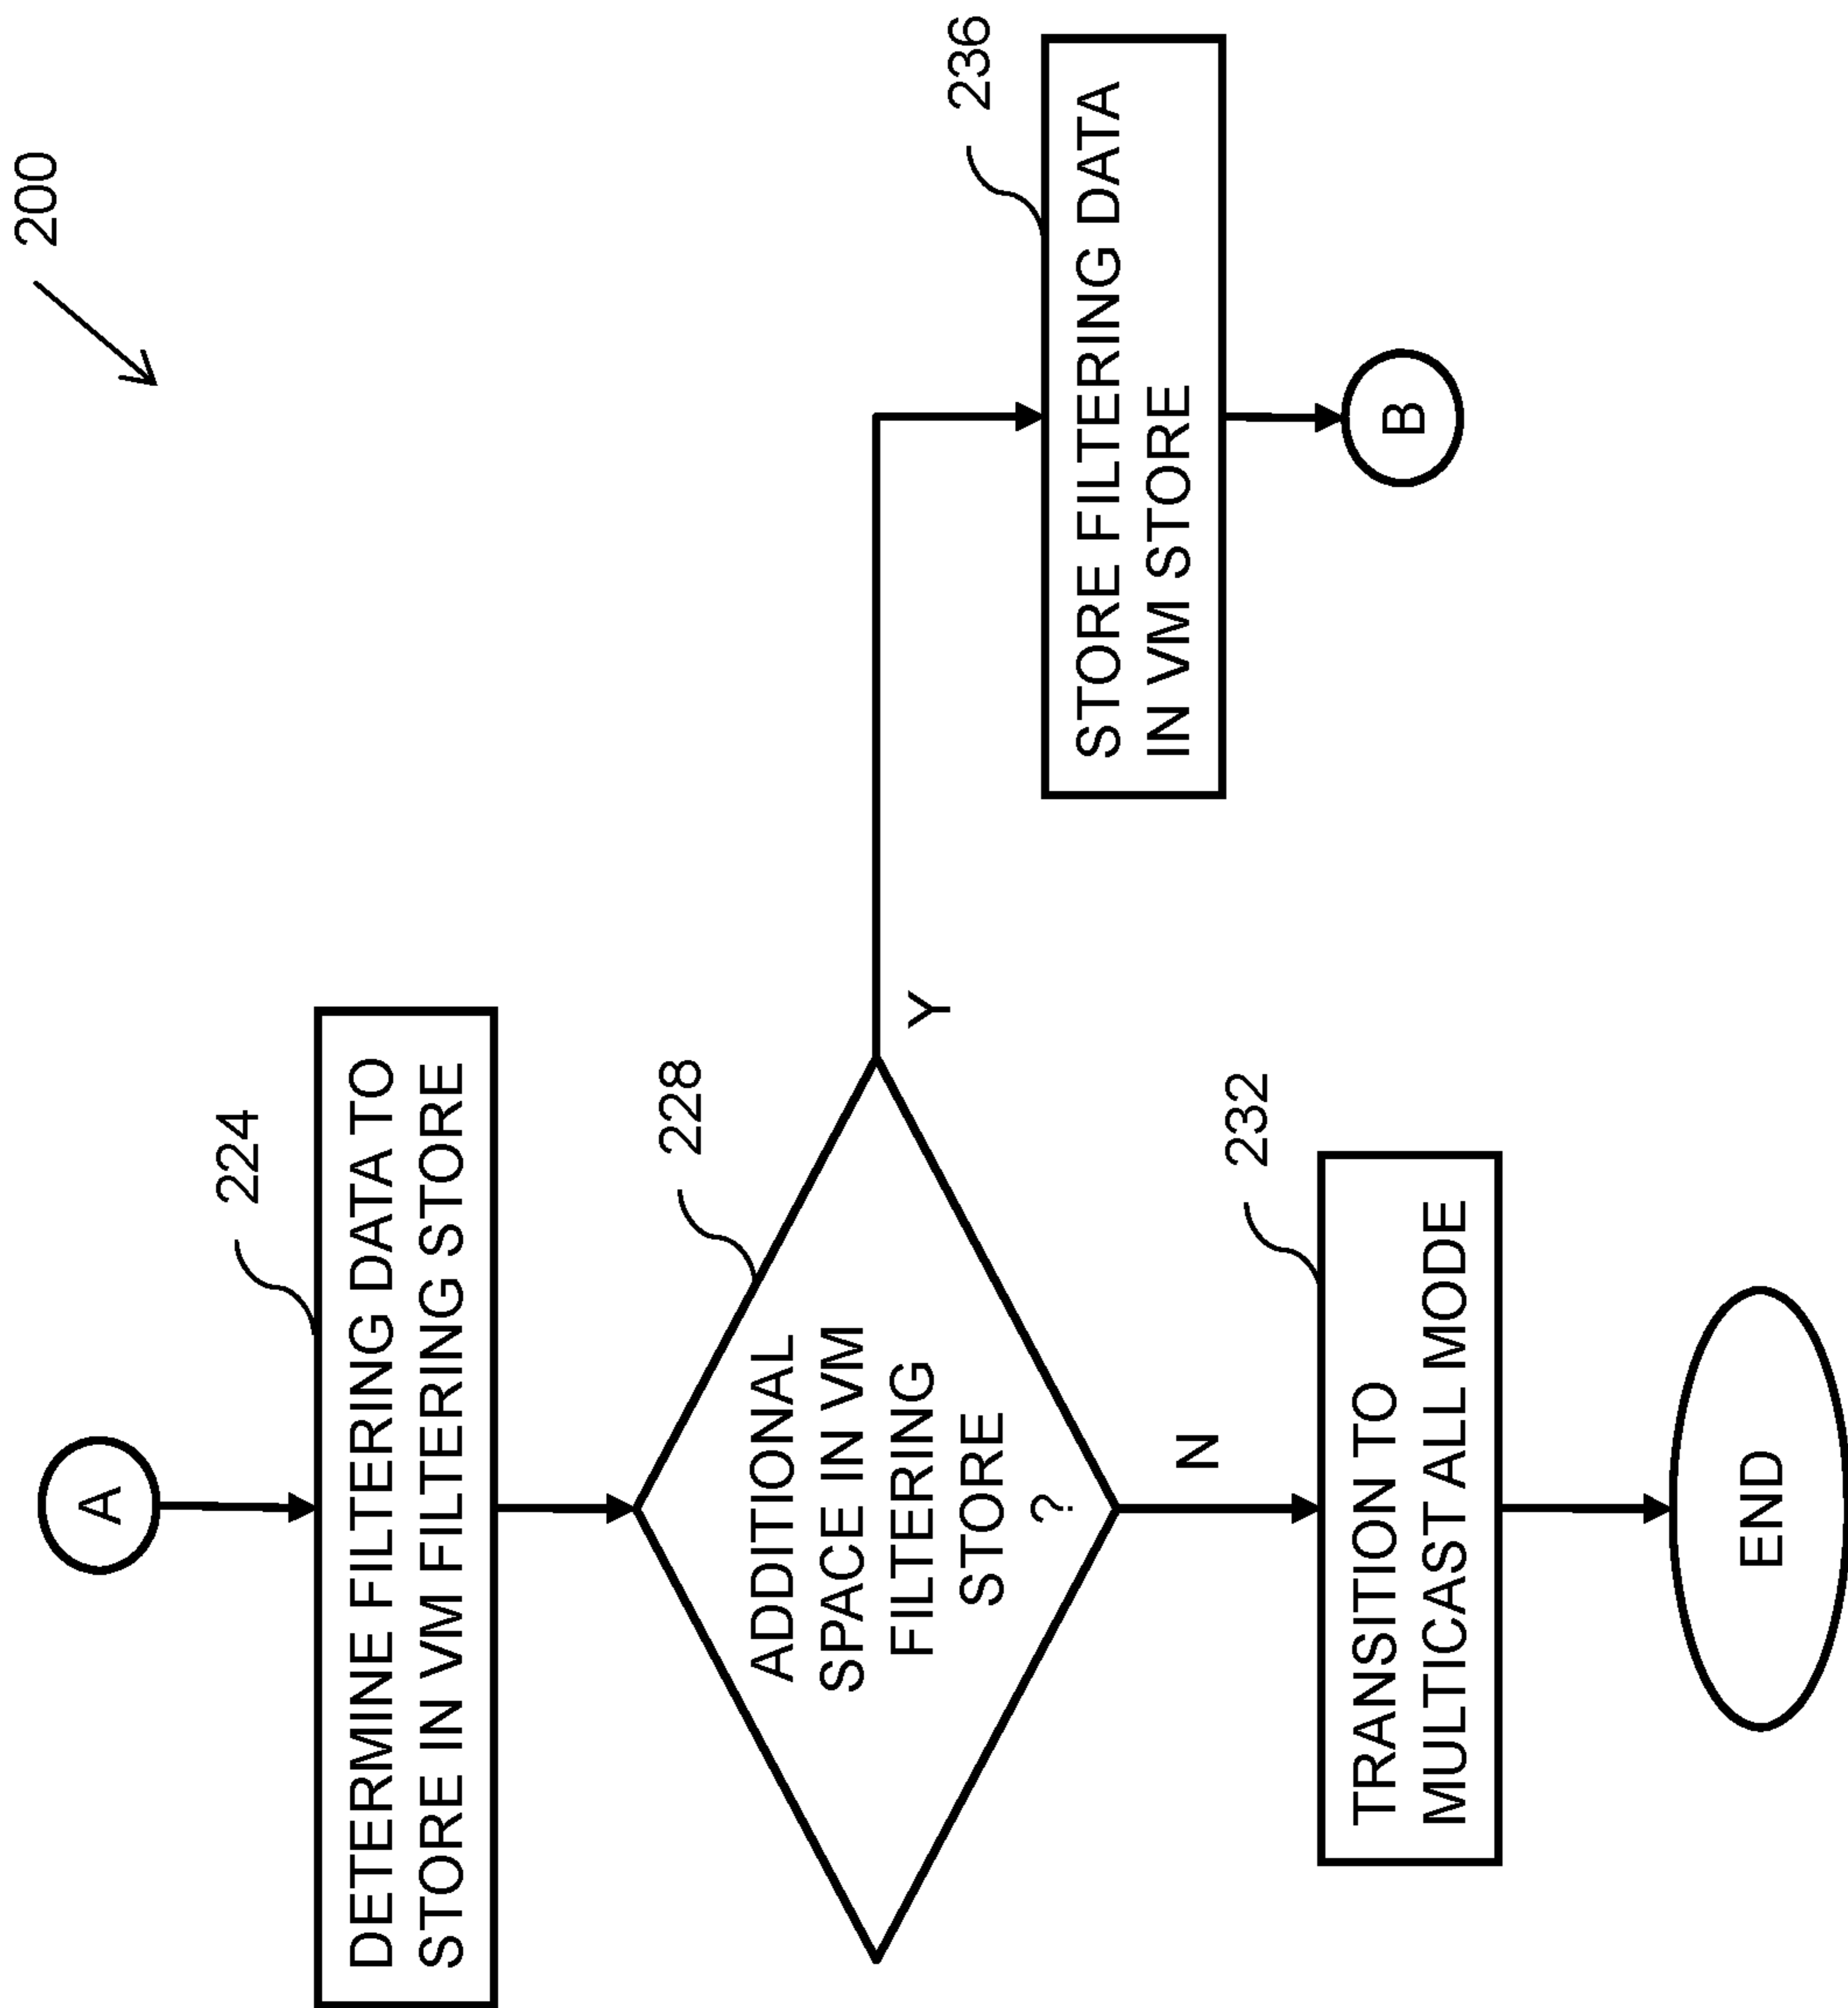 200
A
224
DETERMINE FILTERING DATA TO
STORE IN VM FILTERING STORE
228
ADDITIONAL
SPACE IN VM
FILTERING
STORE
?
Y
N
236
STORE FILTERING DATA
IN VM STORE
B
232
TRANSITION TO
MULTICAST ALL MODE
END